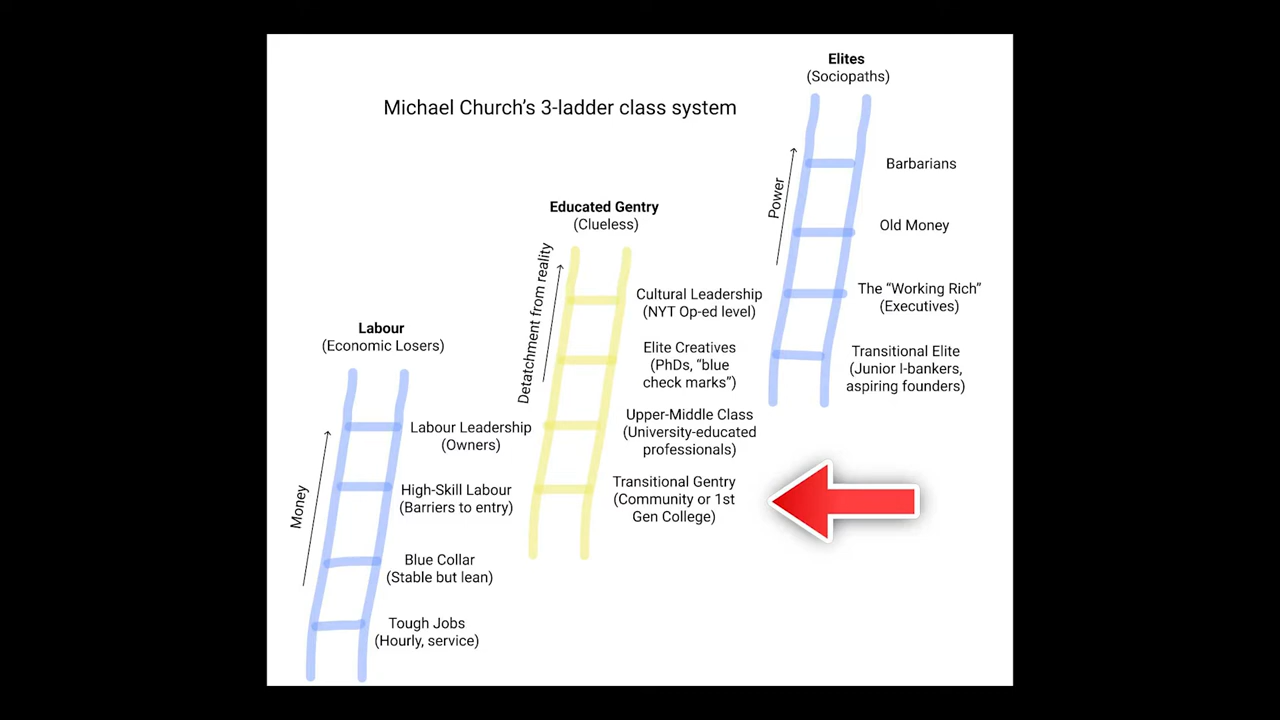 Michael Church's 3-ladder class system
Elites
(Sociopaths)
Power
Barbarians
Old Money
The “Working Rich”
(Executives)
Transitional Elite
(Junior I-bankers,
aspiring founders)
Educated Gentry
(Clueless)
Detatchment from reality
Cultural Leadership
(NYT Op-ed level)
Elite Creatives
(PhDs, “blue
check marks”)
Upper-Middle Class
(University-educated
professionals)
Transitional Gentry
(Community or 1st
Gen College)
Labour
(Economic Losers)
Money
Labour Leadership
(Owners)
High-Skill Labour
(Barriers to entry)
Blue Collar
(Stable but lean)
Tough Jobs
(Hourly, service)